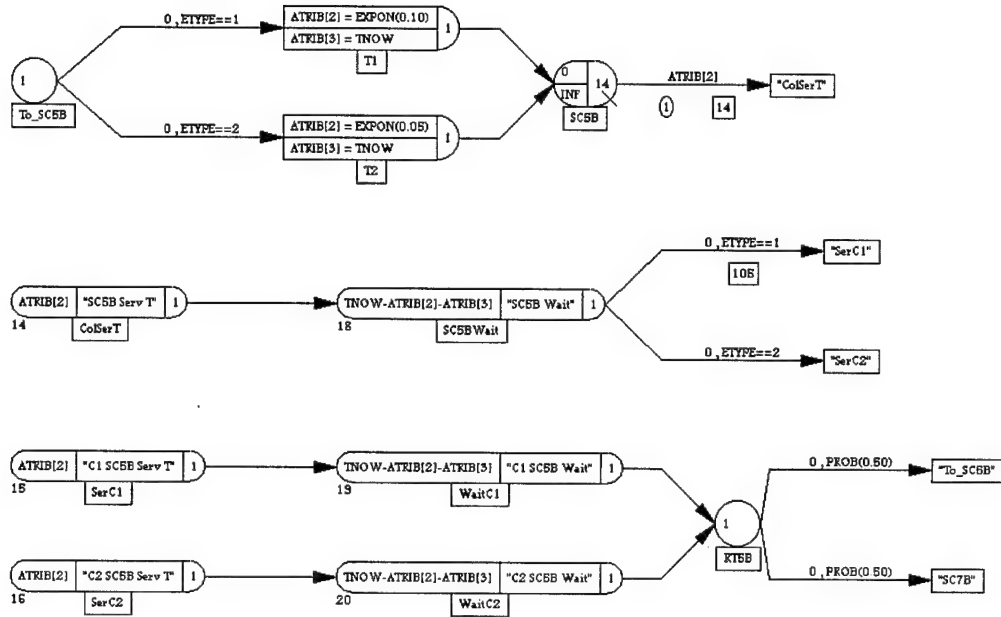 0 ,ETYPE==1
ATRIB[2] = EXPON(0.10)
ATRIB[3] = TNOW
1
T1
1
To_SC5B
0
INF
14
SC5B
ATRIB[2]
1
14
"ColSerT"
0 ,ETYPE==2
ATRIB[2] = EXPON(0.05)
ATRIB[3] = TNOW
1
T2
ATRIB[2]
"SC5B Serv T"
1
14
ColSerT
TNOW-ATRIB[2]-ATRIB[3]
"SC5B Wait"
1
18
SC5BWait
0 ,ETYPE==1
105
"SerC1"
0 ,ETYPE==2
"SerC2"
ATRIB[2]
"C1 SC5B Serv T"
1
15
SerC1
TNOW-ATRIB[2]-ATRIB[3]
"C1 SC5B Wait"
1
19
WaitC1
0 ,PROB(0.50)
"To_SC5B"
1
KT5B
ATRIB[2]
"C2 SC5B Serv T"
1
16
SerC2
TNOW-ATRIB[2]-ATRIB[3]
"C2 SC5B Wait"
1
20
WaitC2
0 ,PROB(0.50)
"SC7B"